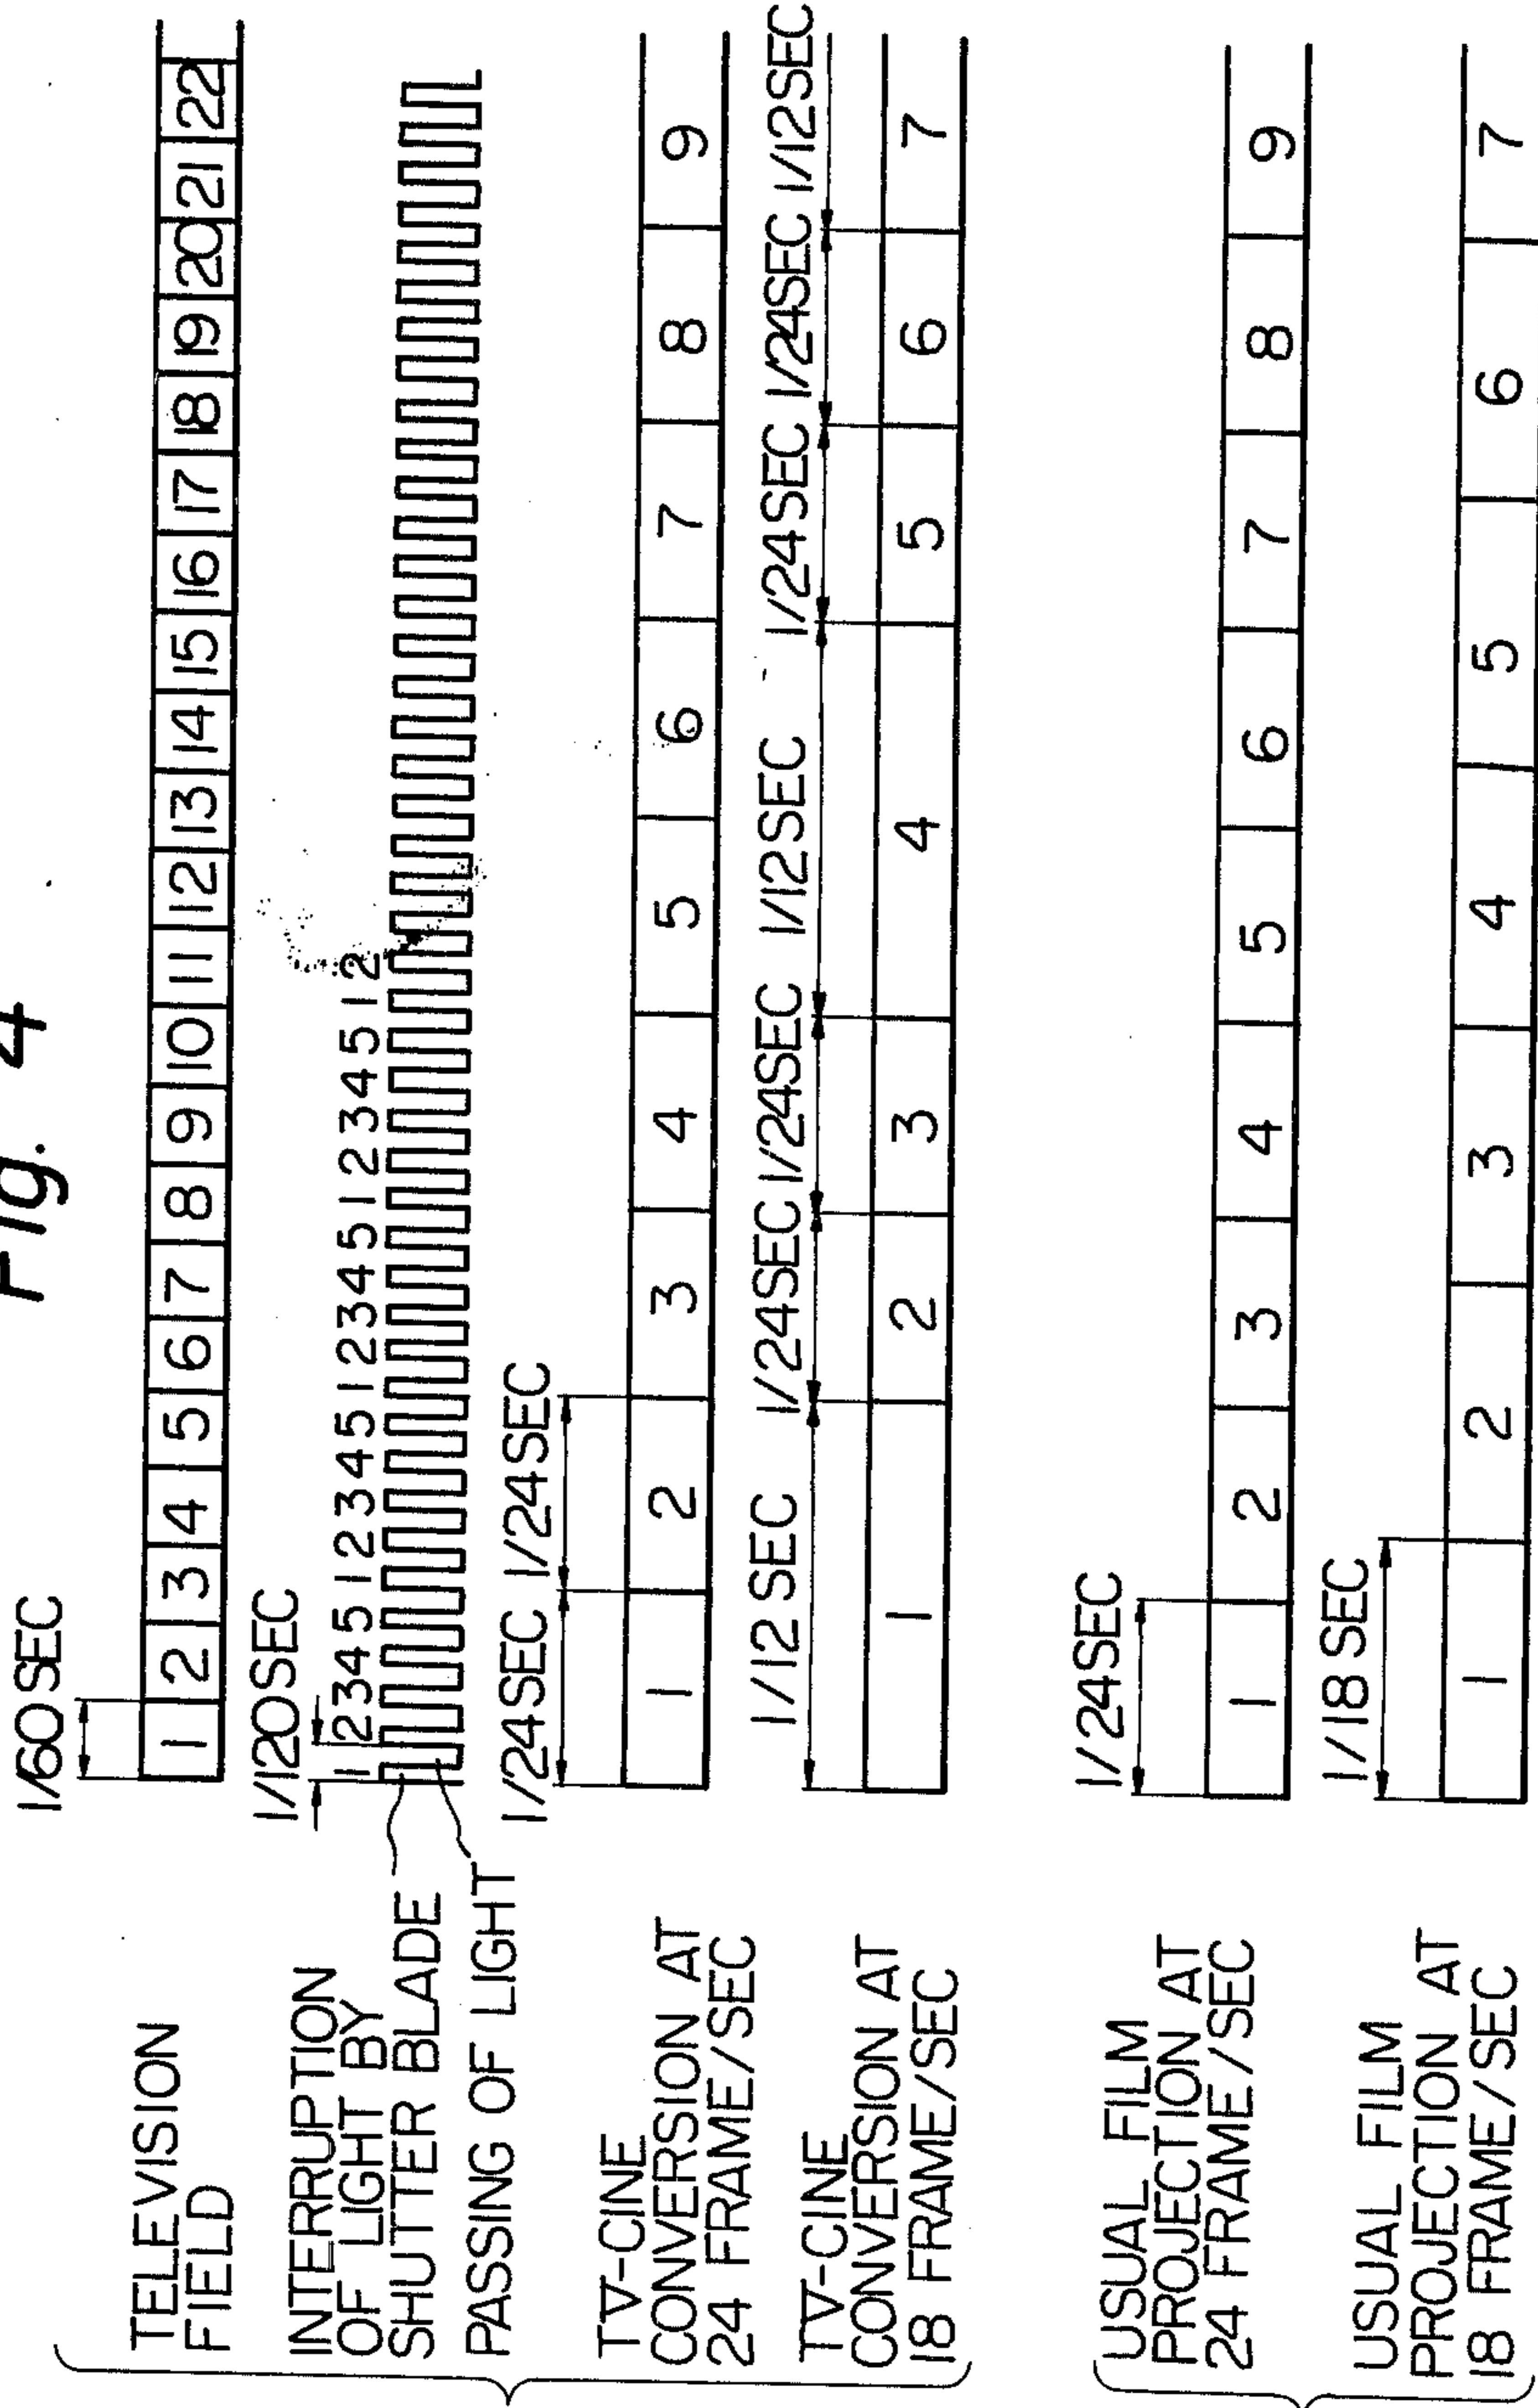 Fig. 4
1/60 SEC
TELEVISION
FIELD
1 2 3 4 5 6 7 8 9 10 11 12 13 14 15 16 17 18 19 20 21 22
1/120 SEC
INTERRUPTION
OF LIGHT BY
SHUTTER BLADE
1 2 3 4 5 1 2 3 4 5 1 2 3 4 5 1 2 3 4 5 1 2
PASSING OF LIGHT
1/24 SEC 1/24 SEC
TV-CINE
CONVERSION AT
24 FRAME/SEC
1 2 3 4 5 6 7 8 9
1/12 SEC 1/24 SEC 1/24 SEC 1/12 SEC 1/24 SEC 1/24 SEC 1/12 SEC
TV-CINE
CONVERSION AT
18 FRAME/SEC
1 2 3 4 5 6 7
1/24 SEC
USUAL FILM
PROJECTION AT
24 FRAME/SEC
1 2 3 4 5 6 7 8 9
1/18 SEC
USUAL FILM
PROJECTION AT
18 FRAME/SEC
1 2 3 4 5 6 7